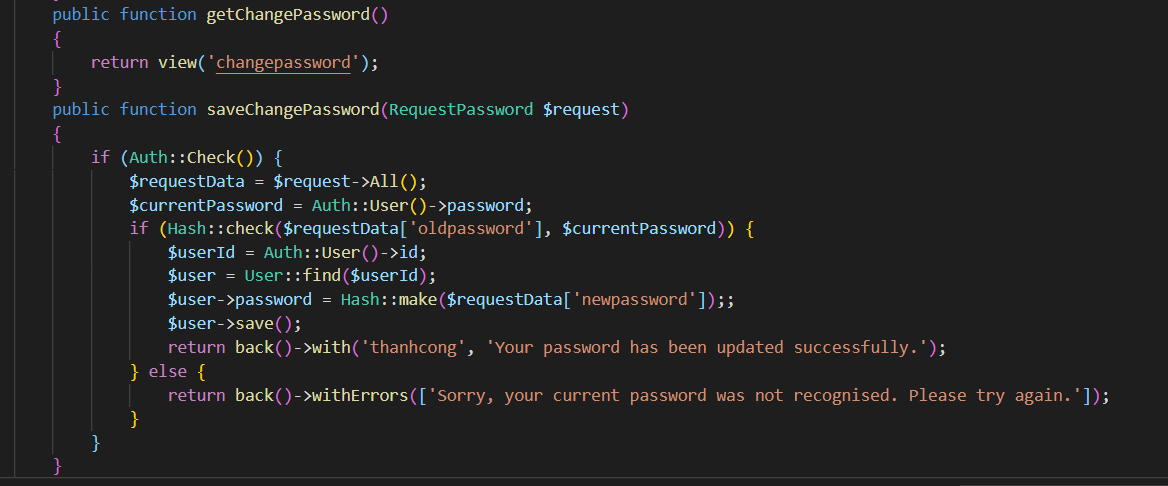 public function getChangePassword()
{
return view('changepassword');
}
public function saveChangePassword(RequestPassword $request)
{
if (Auth::Check()) {
$requestData = $request->All();
$currentPassword = Auth::User()->password;
if (Hash::check($requestData['oldpassword'], $currentPassword)) {
$userId = Auth::User()->id;
$user = User::find($userId);
$user->password = Hash::make($requestData['newpassword']);;
$user->save();
return back()->with('thanhcong', 'Your password has been updated successfully.');
} else {
return back()->withErrors(['Sorry, your current password was not recognised. Please try again.']);
}
}
}